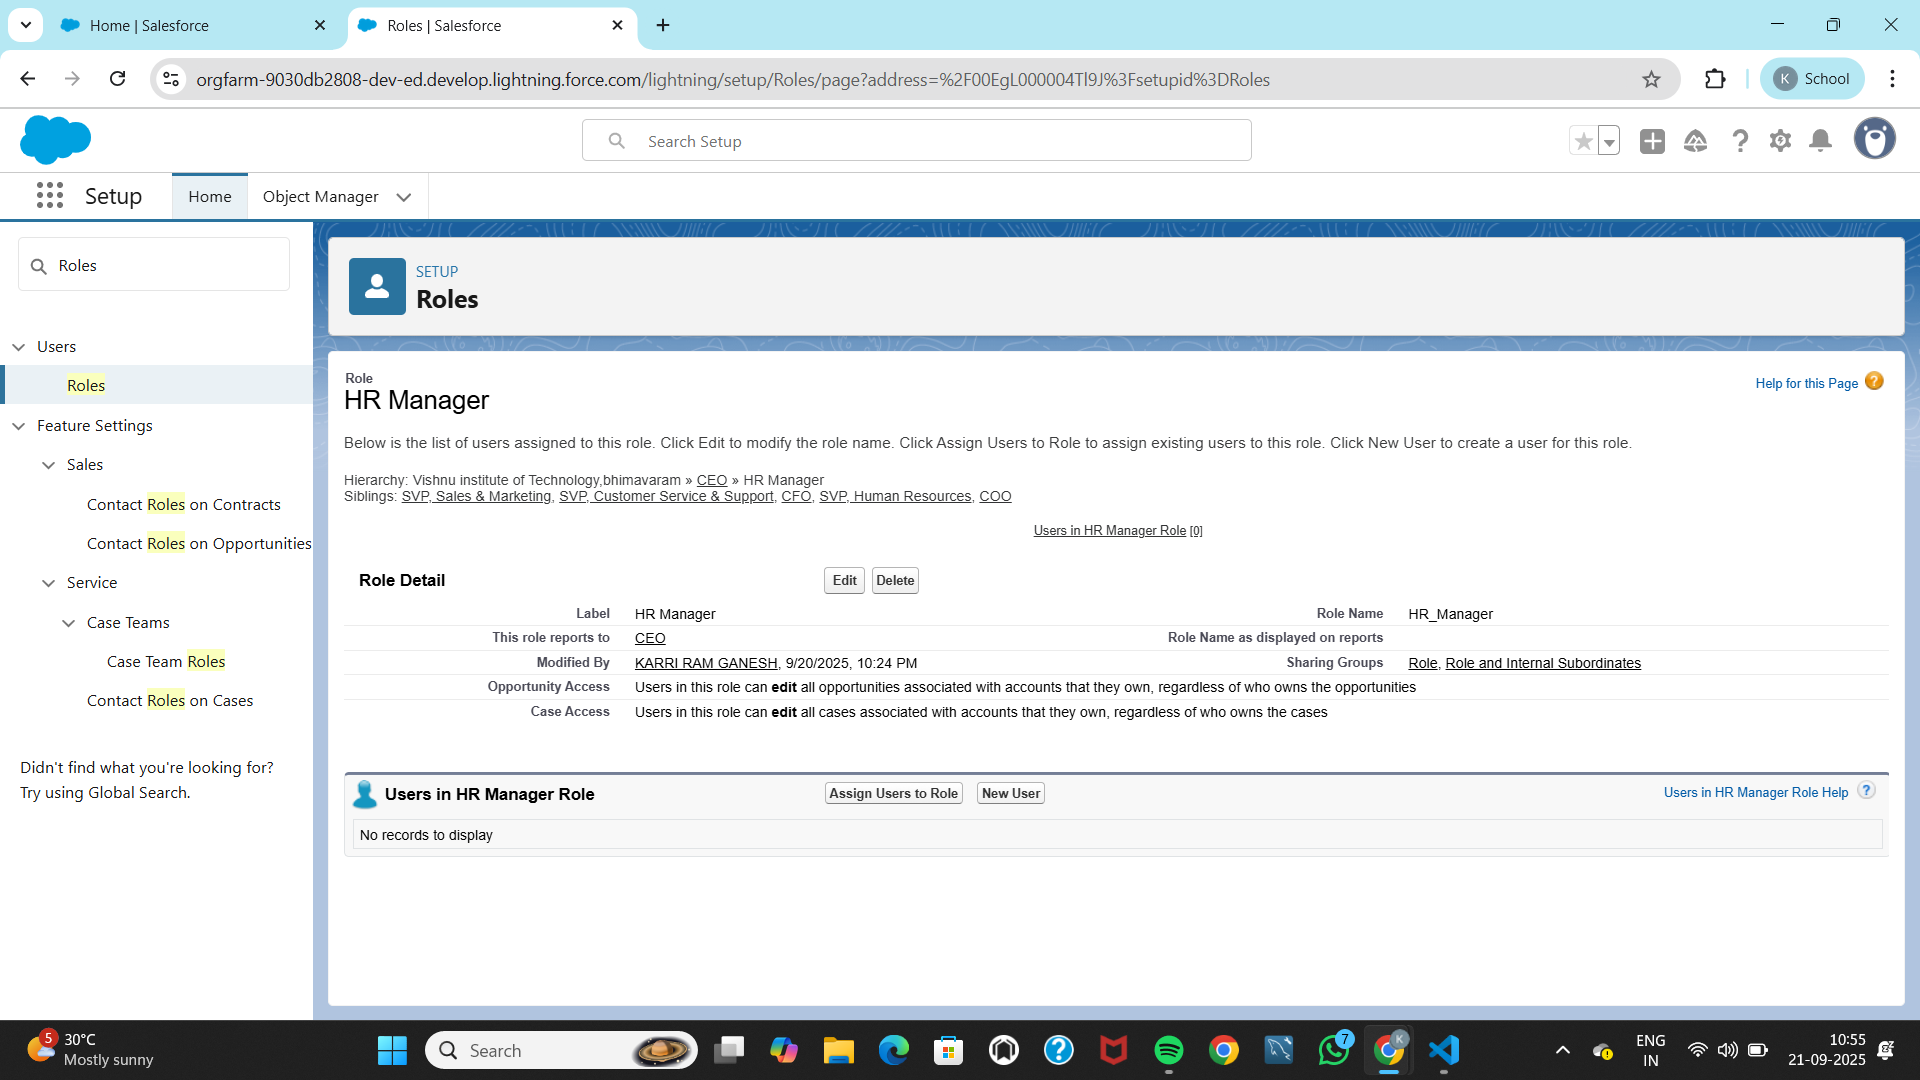 Home | Salesforce
Roles | Salesforce
orgfarm-9030db2808-dev-ed.develop.lightning.force.com/lightning/setup/Roles/page?address=%2F00EgL000004Tl9J%3Fsetupid%3DRoles
K School
Search Setup
Setup
Home
Object Manager
Roles
Users
Roles
Feature Settings
Sales
Contact Roles on Contracts
Contact Roles on Opportunities
Service
Case Teams
Case Team Roles
Contact Roles on Cases
Didn't find what you're looking for?
Try using Global Search.
SETUP
Roles
Role
HR Manager
Help for this Page ?
Below is the list of users assigned to this role. Click Edit to modify the role name. Click Assign Users to Role to assign existing users to this role. Click New User to create a user for this role.
Hierarchy: Vishnu institute of Technology,bhimavaram » CEO » HR Manager
Siblings: SVP, Sales & Marketing, SVP, Customer Service & Support, CFO, SVP, Human Resources, COO
Users in HR Manager Role [0]
Role Detail
Edit
Delete
Label HR Manager
Role Name HR_Manager
This role reports to CEO
Role Name as displayed on reports
Modified By KARRI RAM GANESH, 9/20/2025, 10:24 PM
Sharing Groups Role, Role and Internal Subordinates
Opportunity Access Users in this role can edit all opportunities associated with accounts that they own, regardless of who owns the opportunities
Case Access Users in this role can edit all cases associated with accounts that they own, regardless of who owns the cases
Users in HR Manager Role
Assign Users to Role
New User
Users in HR Manager Role Help ?
No records to display
5
30°C
Mostly sunny
Search
7
K
ENG
IN
10:55
21-09-2025